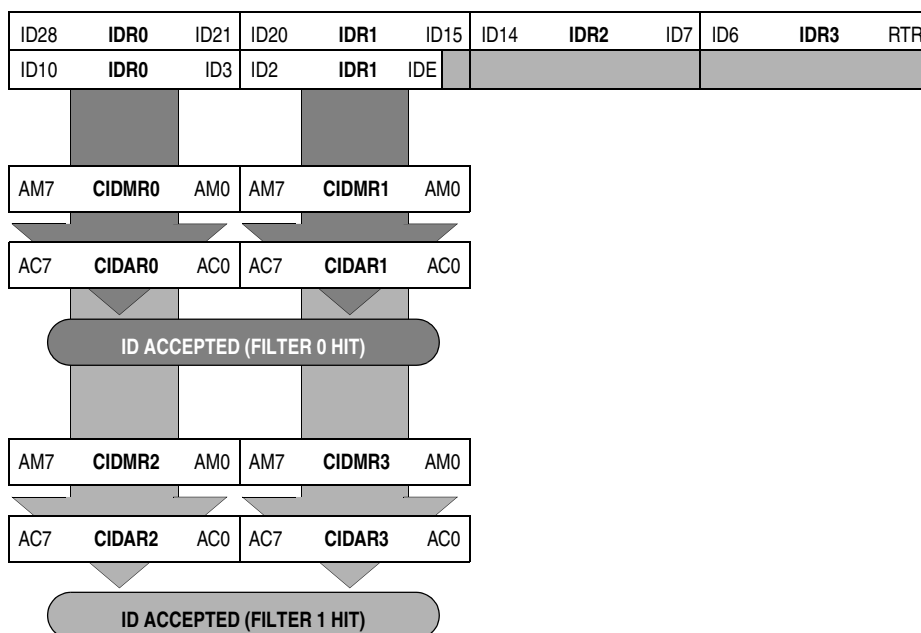 ID28 IDR0 ID21 ID20 IDR1 ID15 ID14 IDR2 ID7 ID6 IDR3 RTR
ID10 IDR0 ID3 ID2 IDR1 IDE
AM7 CIDMR0 AM0 AM7 CIDMR1 AM0
AC7 CIDAR0 AC0 AC7 CIDAR1 AC0
ID ACCEPTED (FILTER 0 HIT)
AM7 CIDMR2 AM0 AM7 CIDMR3 AM0
AC7 CIDAR2 AC0 AC7 CIDAR3 AC0
ID ACCEPTED (FILTER 1 HIT)